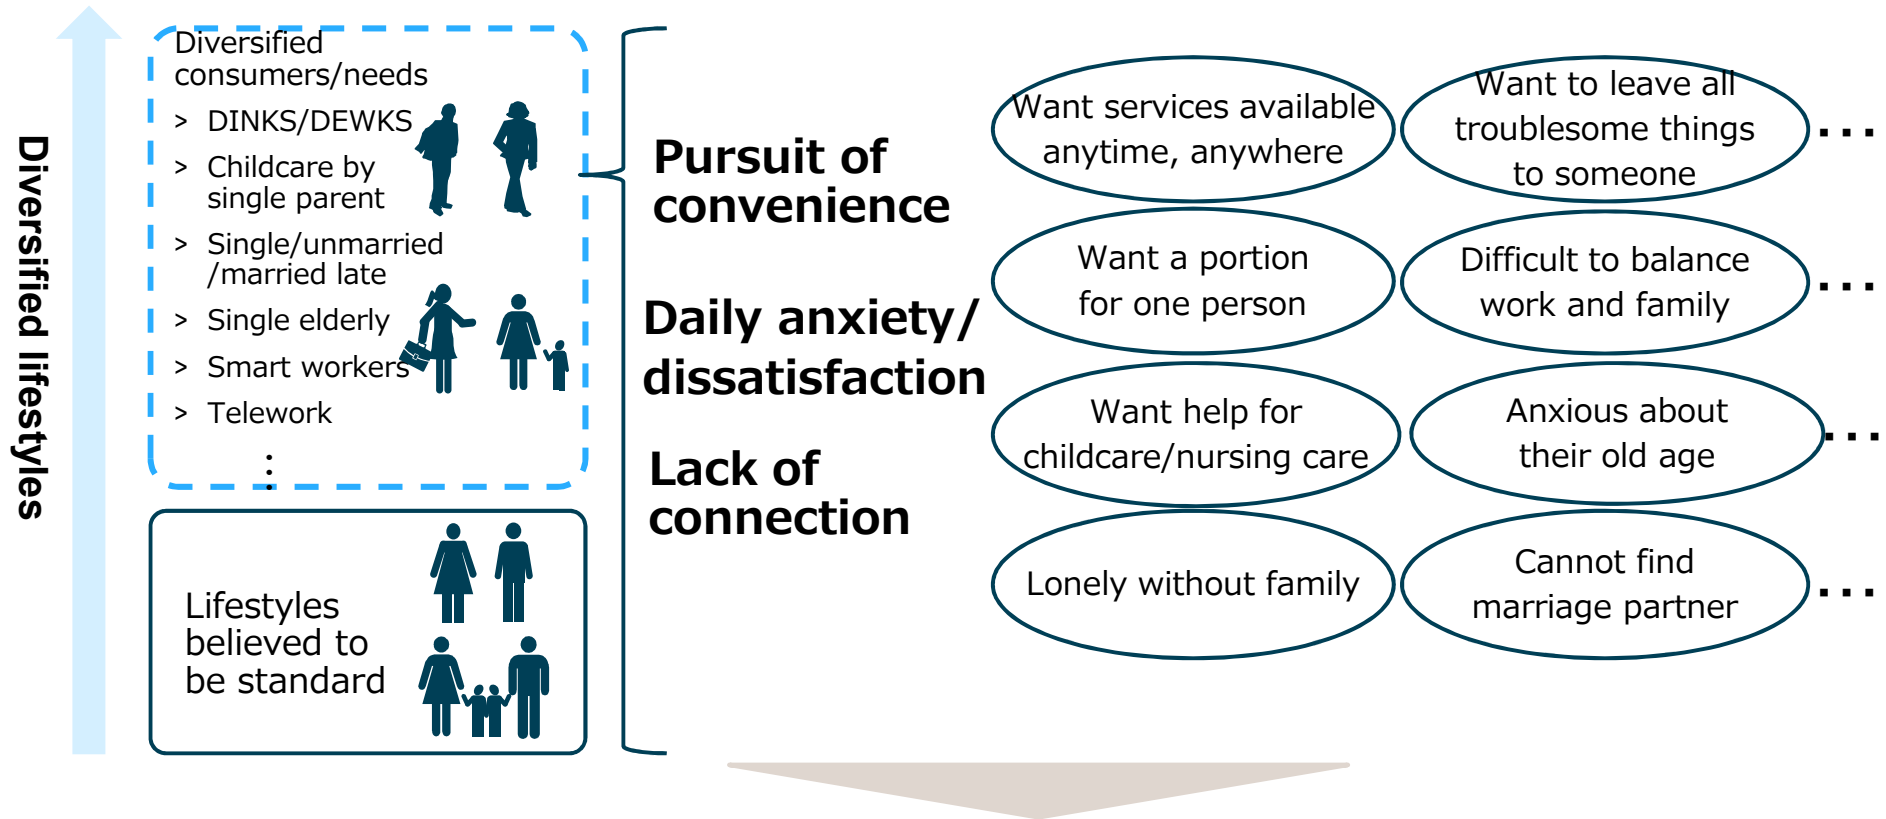 Diversified lifestyles
Diversified
consumers/needs
> DINKS/DEWKS
> Childcare by
single parent
> Single/unmarried
/married late
> Single elderly
> Smart workers
> Telework
⋮
Lifestyles
believed to
be standard
Pursuit of
convenience
Daily anxiety/
dissatisfaction
Lack of
connection
Want services available
anytime, anywhere
Want to leave all
troublesome things
to someone
...
Want a portion
for one person
Difficult to balance
work and family
...
Want help for
childcare/nursing care
Anxious about
their old age
...
Lonely without family
Cannot find
marriage partner
...